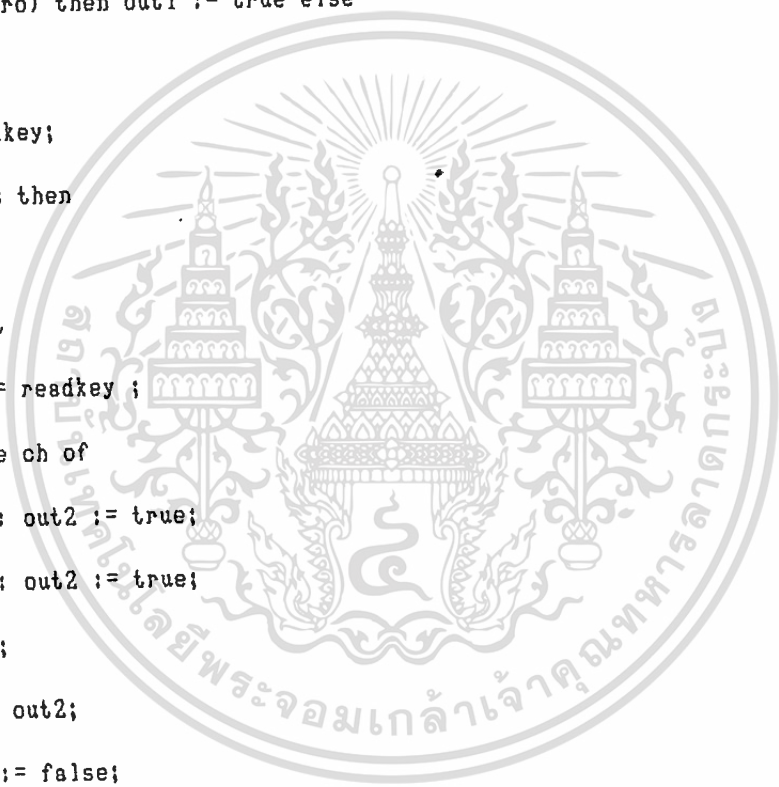 then out1 := true else
key;
then
= readkey ;
ch of
; out2 := true;
; out2 := true;
;
out2;
:= false;
สถาบันเทคโนโลยีพระจอมเกล้าเจ้าคุณทหารลาดกระบัง